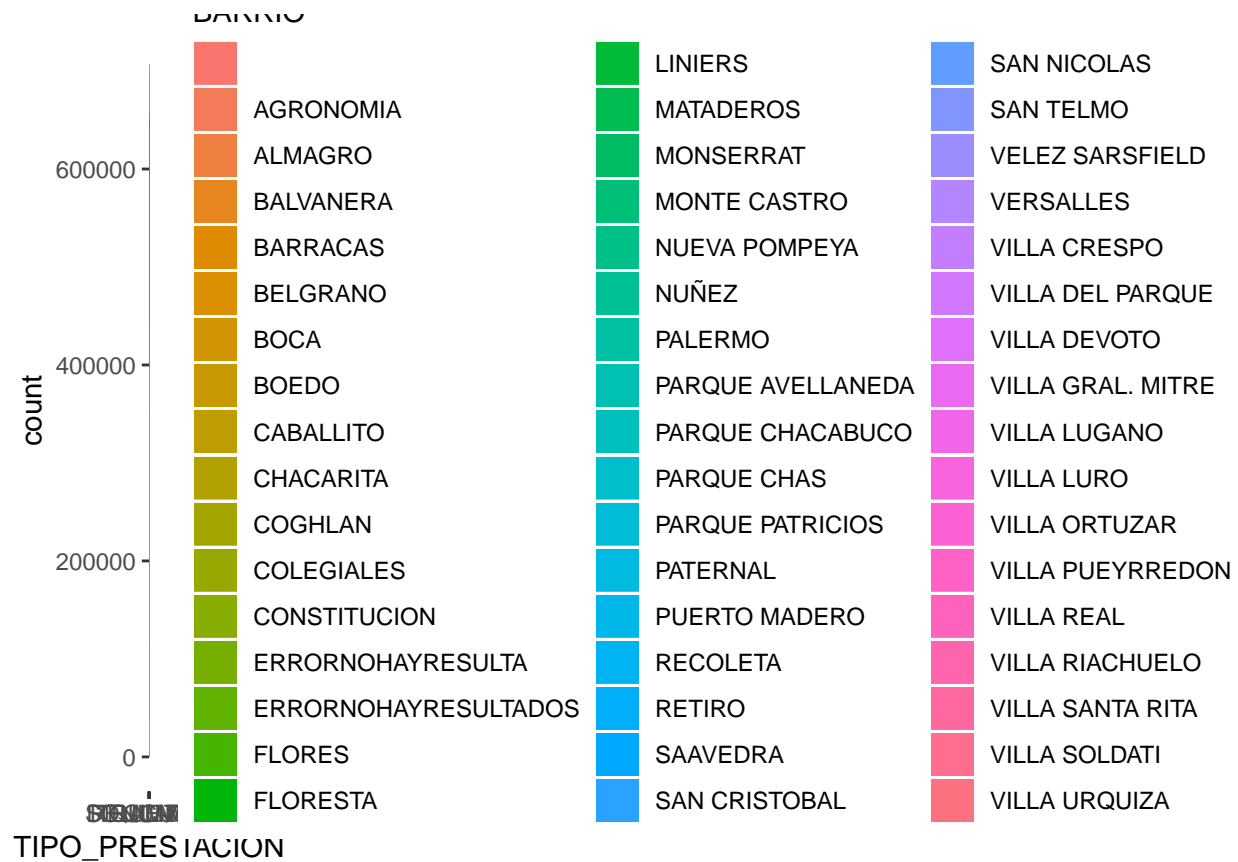 BARRIO
AGRONOMIA
ALMAGRO
BALVANERA
BARRACAS
BELGRANO
BOCA
BOEDO
CABALLITO
CHACARITA
COGHLAN
COLEGIALES
CONSTITUCION
ERRORNOHAYRESULTA
ERRORNOHAYRESULTADOS
FLORES
FLORESTA
LINIERS
MATADEROS
MONSERRAT
MONTE CASTRO
NUEVA POMPEYA
NUÑEZ
PALERMO
PARQUE AVELLANEDA
PARQUE CHACABUCO
PARQUE CHAS
PARQUE PATRICIOS
PATERNAL
PUERTO MADERO
RECOLETA
RETIRO
SAAVEDRA
SAN CRISTOBAL
SAN NICOLAS
SAN TELMO
VELEZ SARSFIELD
VERSALLES
VILLA CRESPO
VILLA DEL PARQUE
VILLA DEVOTO
VILLA GRAL. MITRE
VILLA LUGANO
VILLA LURO
VILLA ORTUZAR
VILLA PUEYRREDON
VILLA REAL
VILLA RIACHUELO
VILLA SANTA RITA
VILLA SOLDATI
VILLA URQUIZA
600000
400000
200000
0
count
TIPO_PRESTACION